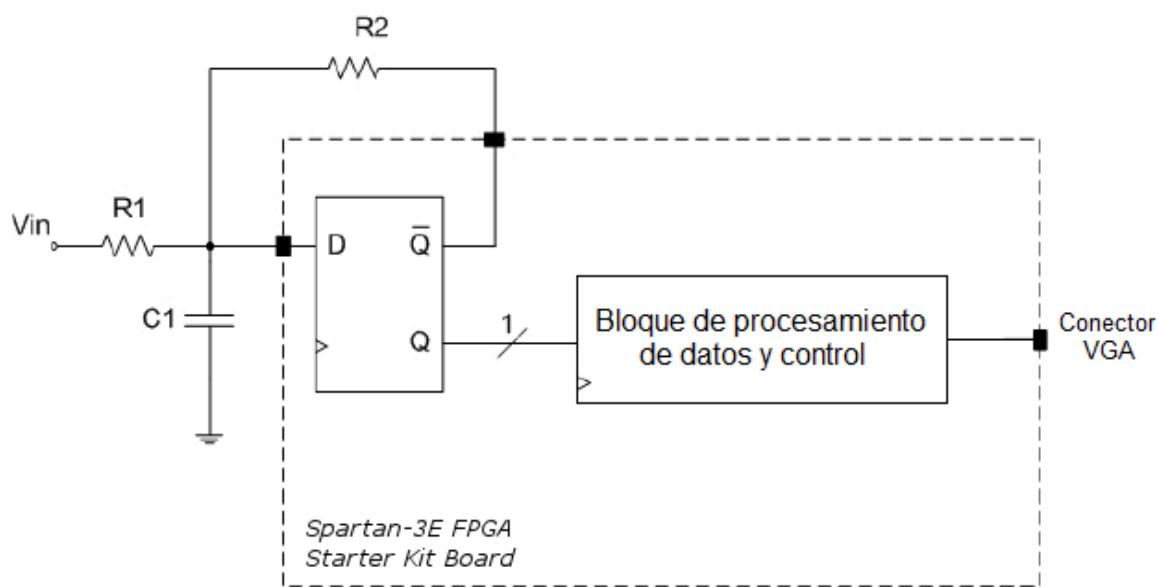 R2
Vin
R1
C1
D
Q̅
Q
1
Bloque de procesamiento
de datos y control
Conector
VGA
Spartan-3E FPGA
Starter Kit Board